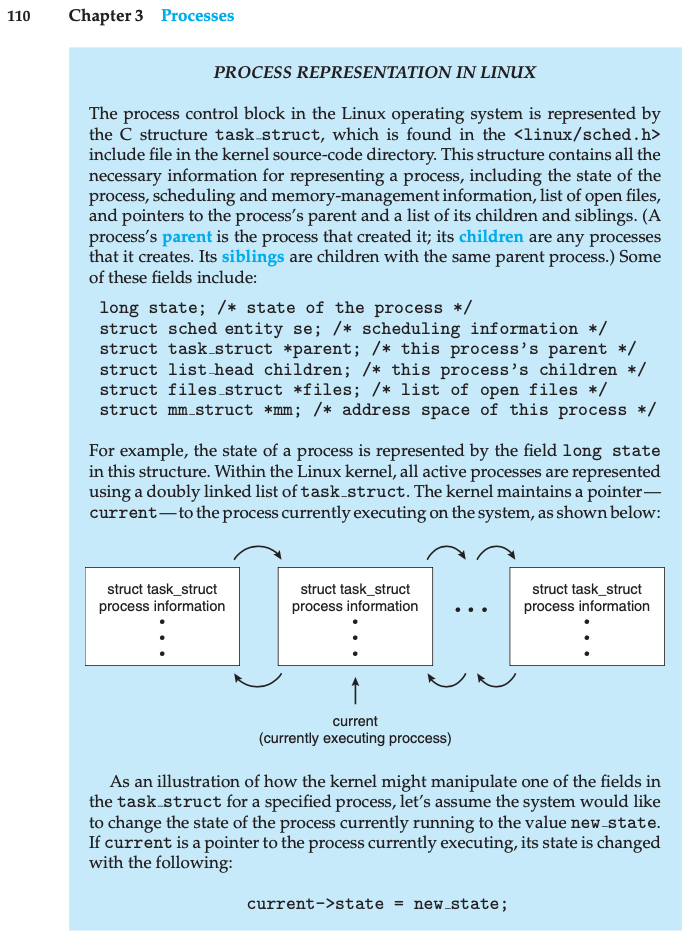 110 Chapter 3 Processes
PROCESS REPRESENTATION IN LINUX
The process control block in the Linux operating system is represented by
the C structure task_struct, which is found in the <linux/sched.h>
include file in the kernel source-code directory. This structure contains all the
necessary information for representing a process, including the state of the
process, scheduling and memory-management information, list of open files,
and pointers to the process's parent and a list of its children and siblings. (A
process's parent is the process that created it; its children are any processes
that it creates. Its siblings are children with the same parent process.) Some
of these fields include:
long state; /* state of the process */
struct sched entity se; /* scheduling information */
struct task_struct *parent; /* this process's parent */
struct list_head children; /* this process's children */
struct files_struct *files; /* list of open files */
struct mm_struct *mm; /* address space of this process */
For example, the state of a process is represented by the field long state
in this structure. Within the Linux kernel, all active processes are represented
using a doubly linked list of task_struct. The kernel maintains a pointer—
current—to the process currently executing on the system, as shown below:
struct task_struct
process information
struct task_struct
process information
• • •
struct task_struct
process information
current
(currently executing proccess)
As an illustration of how the kernel might manipulate one of the fields in
the task_struct for a specified process, let's assume the system would like
to change the state of the process currently running to the value new_state.
If current is a pointer to the process currently executing, its state is changed
with the following:
current->state = new_state;